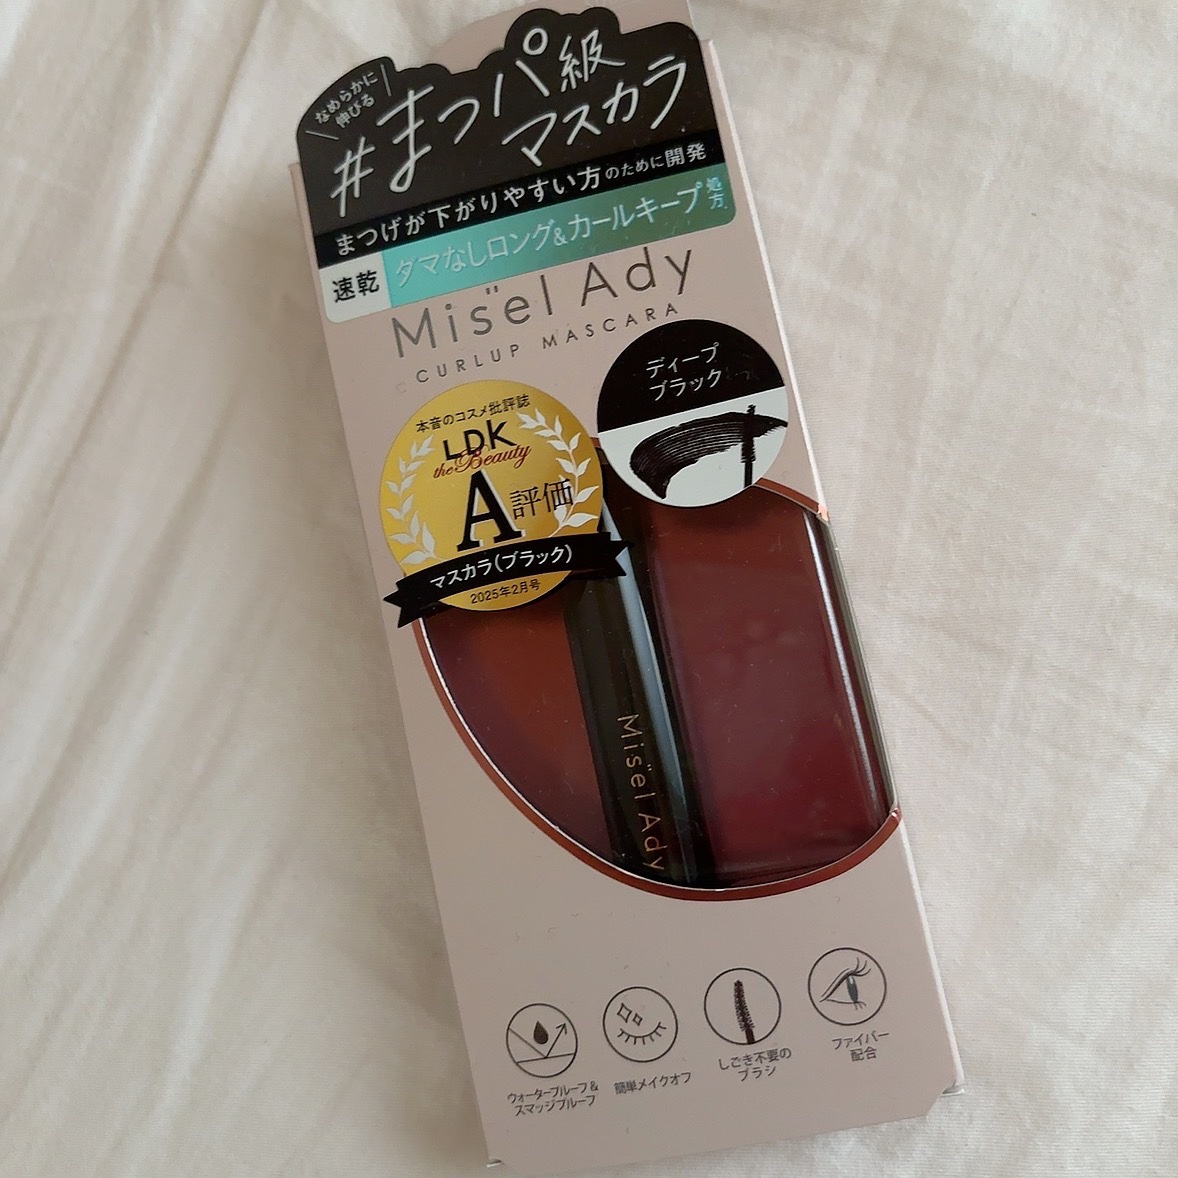 なめらかに
伸びる
#まつパ級
マスカラ
まつげが下がりやすい方のために開発
速乾 ダマなしロング&カールキープ処方
Misël Ady
CURLUP MASCARA
ディープ
ブラック
本音のコスメ批評誌
LDK
the Beauty
A評価
マスカラ(ブラック)
2025年2月号
Misël Ady
ウォータープルーフ&
スマッジプルーフ
簡単メイクオフ
しごき不要の
ブラシ
ファイバー
配合